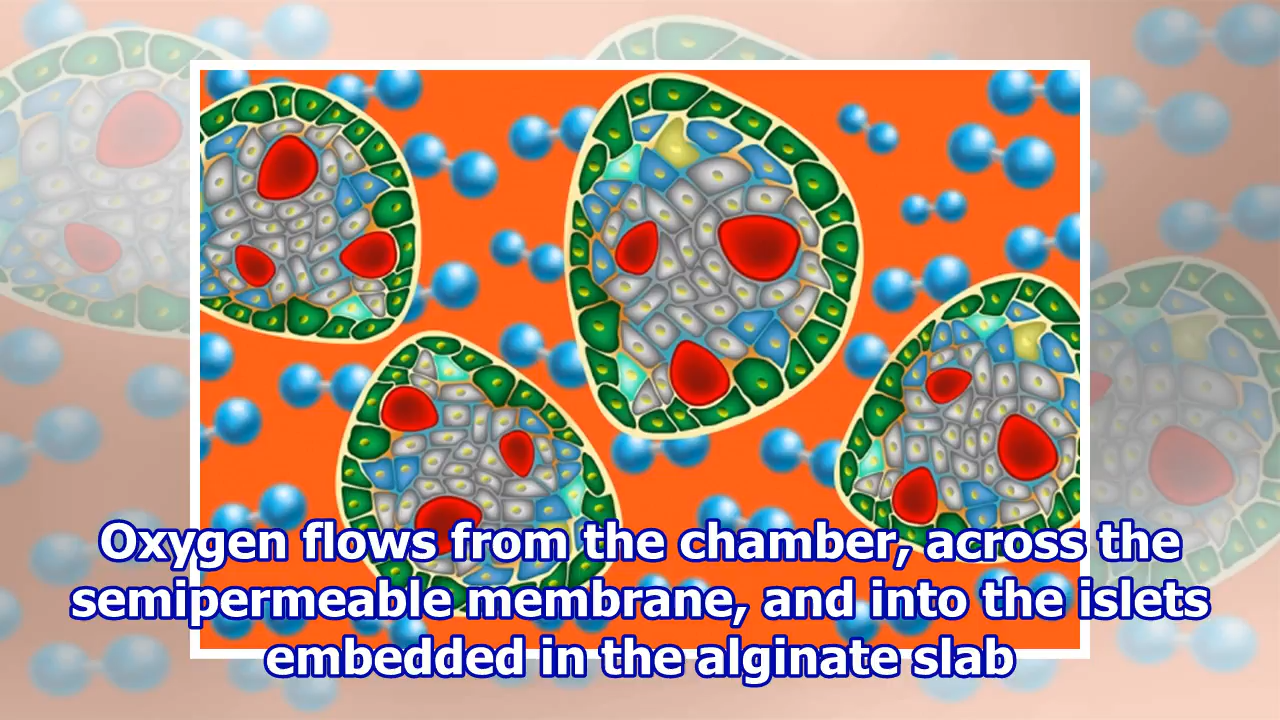 Oxygen flows from the chamber, across the
semipermeable membrane, and into the islets
embedded in the alginate slab